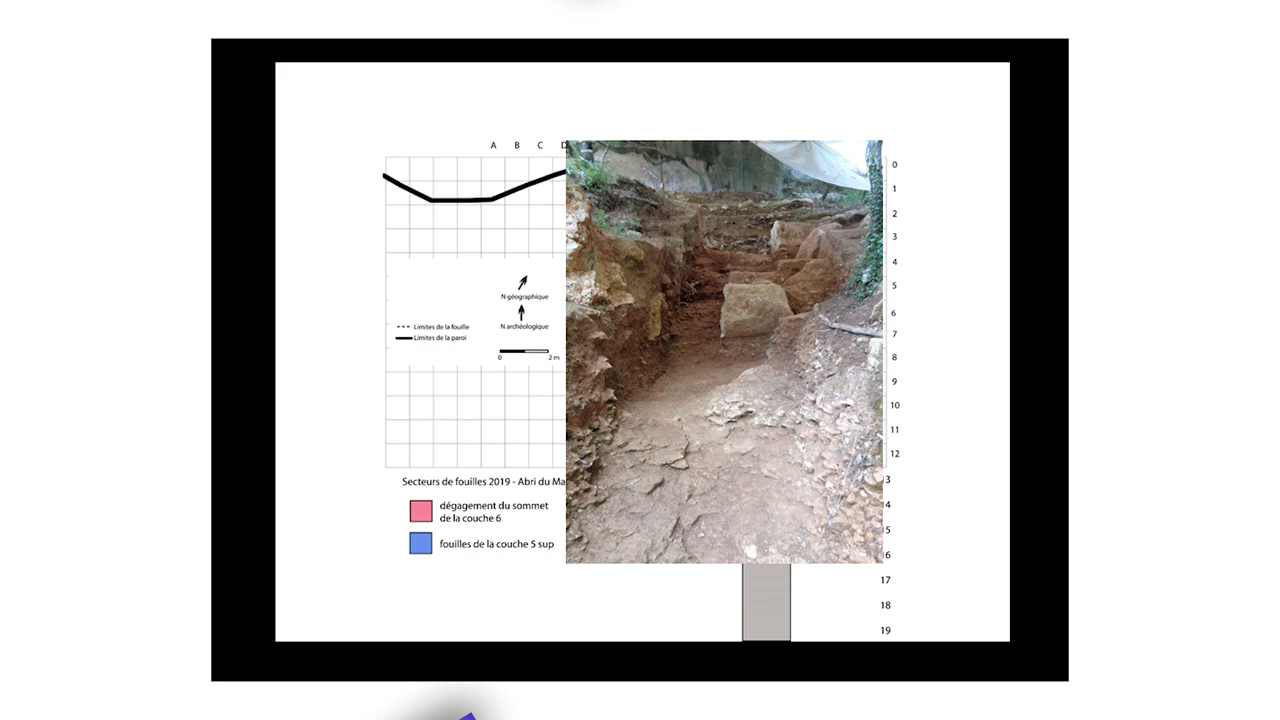 A B C D
0
1
2
3
4
5
6
7
8
9
10
11
12
3
4
5
6
17
18
19
N géographique
N archéologique
Limites de la fouille
Limites de la paroi
0 2 m
Secteurs de fouilles 2019 - Abri du Ma
dégagement du sommet
de la couche 6
fouilles de la couche 5 sup